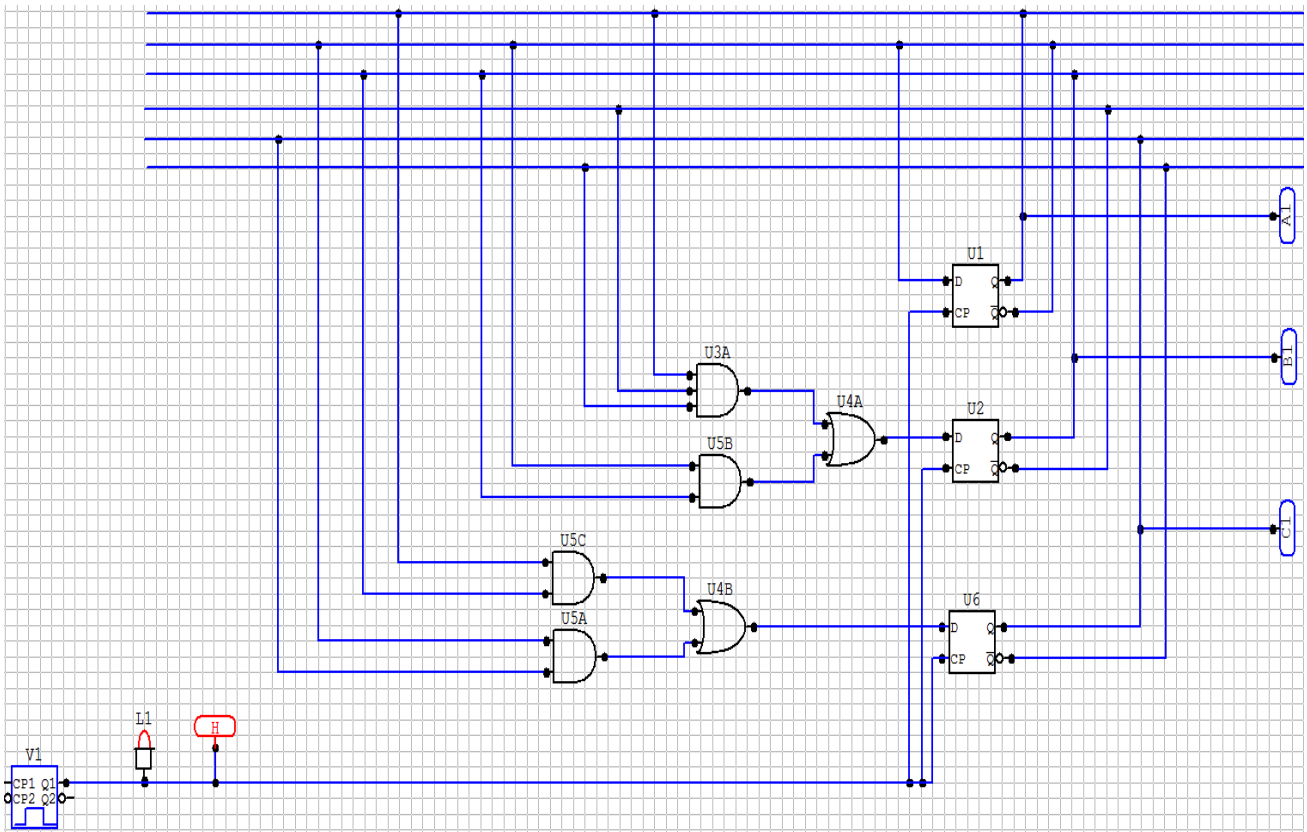 A1
U1
D Q
CP Q̅
B1
U3A
U4A
U2
U5B
D Q
CP Q̅
C1
U5C
U4B
U6
U5A
D Q
CP Q̅
L1
H
V1
CP1 Q1
CP2 Q2